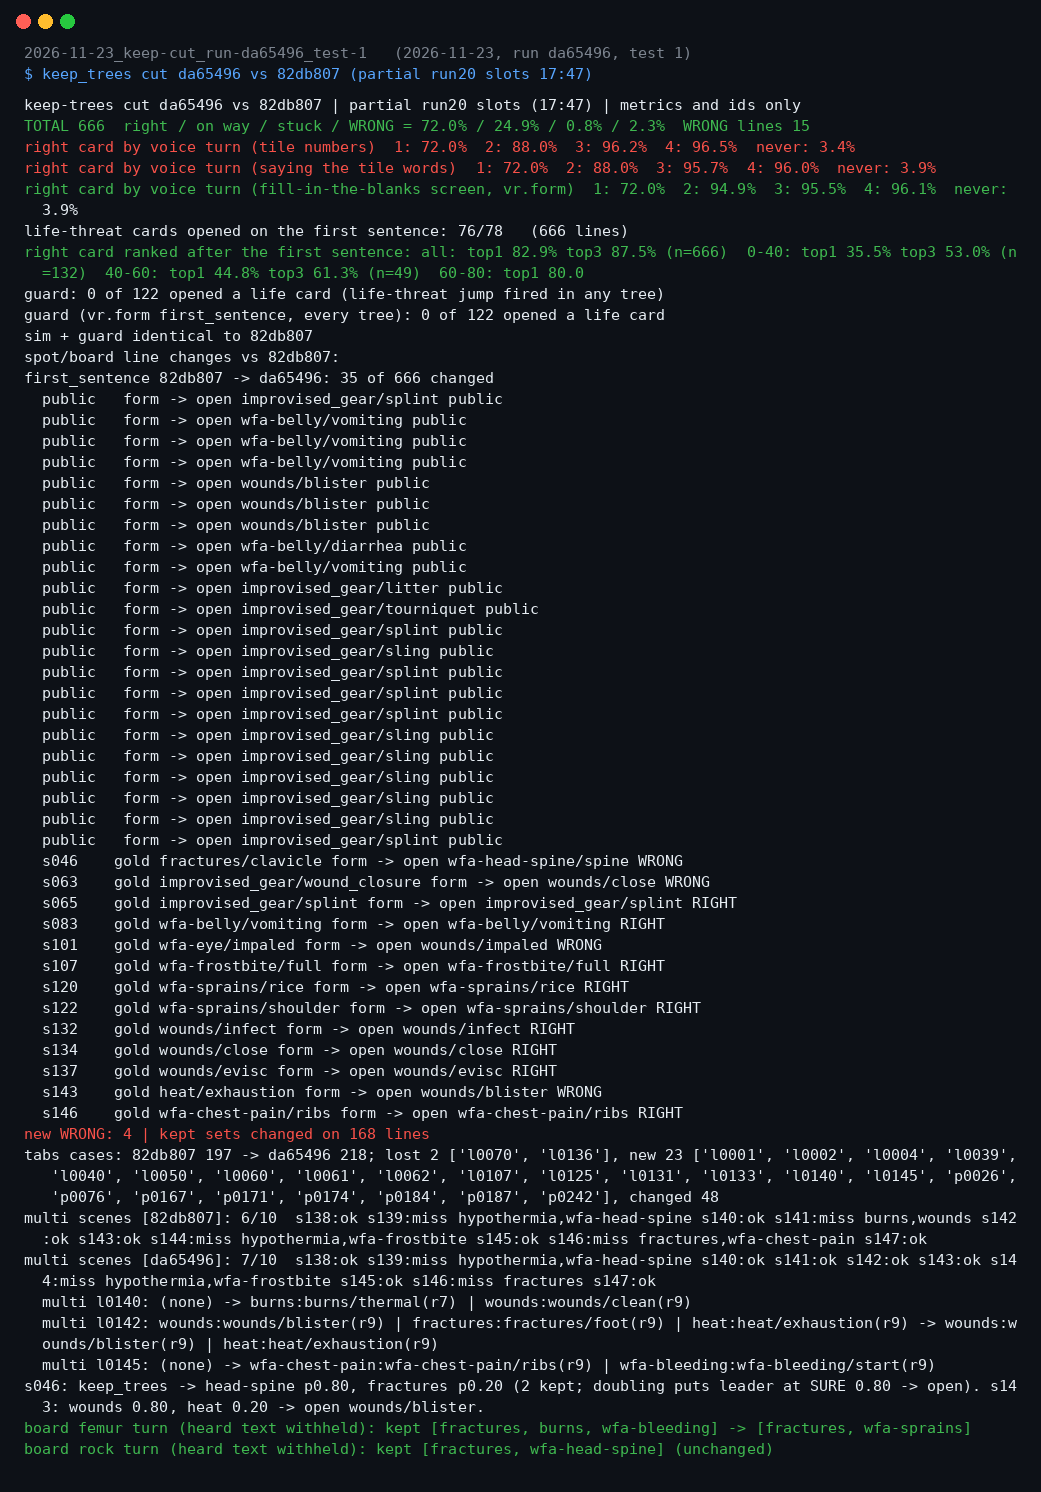 2026-11-23_keep-cut_run-da65496_test-1   (2026-11-23, run da65496, test 1)
$ keep_trees cut da65496 vs 82db807 (partial run20 slots 17:47)
keep-trees cut da65496 vs 82db807 | partial run20 slots (17:47) | metrics and ids only
TOTAL 666  right / on way / stuck / WRONG = 72.0% / 24.9% / 0.8% / 2.3%  WRONG lines 15
right card by voice turn (tile numbers)  1: 72.0%  2: 88.0%  3: 96.2%  4: 96.5%  never: 3.4%
right card by voice turn (saying the tile words)  1: 72.0%  2: 88.0%  3: 95.7%  4: 96.0%  never: 3.9%
right card by voice turn (fill-in-the-blanks screen, vr.form)  1: 72.0%  2: 94.9%  3: 95.5%  4: 96.1%  never:
  3.9%
life-threat cards opened on the first sentence: 76/78   (666 lines)
right card ranked after the first sentence: all: top1 82.9% top3 87.5% (n=666)  0-40: top1 35.5% top3 53.0% (n
  =132)  40-60: top1 44.8% top3 61.3% (n=49)  60-80: top1 80.0
guard: 0 of 122 opened a life card (life-threat jump fired in any tree)
guard (vr.form first_sentence, every tree): 0 of 122 opened a life card
sim + guard identical to 82db807
spot/board line changes vs 82db807:
first_sentence 82db807 -> da65496: 35 of 666 changed
  public   form -> open improvised_gear/splint public
  public   form -> open wfa-belly/vomiting public
  public   form -> open wfa-belly/vomiting public
  public   form -> open wfa-belly/vomiting public
  public   form -> open wounds/blister public
  public   form -> open wounds/blister public
  public   form -> open wounds/blister public
  public   form -> open wfa-belly/diarrhea public
  public   form -> open wfa-belly/vomiting public
  public   form -> open improvised_gear/litter public
  public   form -> open improvised_gear/tourniquet public
  public   form -> open improvised_gear/splint public
  public   form -> open improvised_gear/sling public
  public   form -> open improvised_gear/splint public
  public   form -> open improvised_gear/splint public
  public   form -> open improvised_gear/splint public
  public   form -> open improvised_gear/sling public
  public   form -> open improvised_gear/sling public
  public   form -> open improvised_gear/sling public
  public   form -> open improvised_gear/sling public
  public   form -> open improvised_gear/sling public
  public   form -> open improvised_gear/splint public
  s046    gold fractures/clavicle form -> open wfa-head-spine/spine WRONG
  s063    gold improvised_gear/wound_closure form -> open wounds/close WRONG
  s065    gold improvised_gear/splint form -> open improvised_gear/splint RIGHT
  s083    gold wfa-belly/vomiting form -> open wfa-belly/vomiting RIGHT
  s101    gold wfa-eye/impaled form -> open wounds/impaled WRONG
  s107    gold wfa-frostbite/full form -> open wfa-frostbite/full RIGHT
  s120    gold wfa-sprains/rice form -> open wfa-sprains/rice RIGHT
  s122    gold wfa-sprains/shoulder form -> open wfa-sprains/shoulder RIGHT
  s132    gold wounds/infect form -> open wounds/infect RIGHT
  s134    gold wounds/close form -> open wounds/close RIGHT
  s137    gold wounds/evisc form -> open wounds/evisc RIGHT
  s143    gold heat/exhaustion form -> open wounds/blister WRONG
  s146    gold wfa-chest-pain/ribs form -> open wfa-chest-pain/ribs RIGHT
new WRONG: 4 | kept sets changed on 168 lines
tabs cases: 82db807 197 -> da65496 218; lost 2 ['l0070', 'l0136'], new 23 ['l0001', 'l0002', 'l0004', 'l0039',
   'l0040', 'l0050', 'l0060', 'l0061', 'l0062', 'l0107', 'l0125', 'l0131', 'l0133', 'l0140', 'l0145', 'p0026',
   'p0076', 'p0167', 'p0171', 'p0174', 'p0184', 'p0187', 'p0242'], changed 48
multi scenes [82db807]: 6/10  s138:ok s139:miss hypothermia,wfa-head-spine s140:ok s141:miss burns,wounds s142
  :ok s143:ok s144:miss hypothermia,wfa-frostbite s145:ok s146:miss fractures,wfa-chest-pain s147:ok
multi scenes [da65496]: 7/10  s138:ok s139:miss hypothermia,wfa-head-spine s140:ok s141:ok s142:ok s143:ok s14
  4:miss hypothermia,wfa-frostbite s145:ok s146:miss fractures s147:ok
  multi l0140: (none) -> burns:burns/thermal(r7) | wounds:wounds/clean(r9)
  multi l0142: wounds:wounds/blister(r9) | fractures:fractures/foot(r9) | heat:heat/exhaustion(r9) -> wounds:w
  ounds/blister(r9) | heat:heat/exhaustion(r9)
  multi l0145: (none) -> wfa-chest-pain:wfa-chest-pain/ribs(r9) | wfa-bleeding:wfa-bleeding/start(r9)
s046: keep_trees -> head-spine p0.80, fractures p0.20 (2 kept; doubling puts leader at SURE 0.80 -> open). s14
  3: wounds 0.80, heat 0.20 -> open wounds/blister.
board femur turn (heard text withheld): kept [fractures, burns, wfa-bleeding] -> [fractures, wfa-sprains]
board rock turn (heard text withheld): kept [fractures, wfa-head-spine] (unchanged)